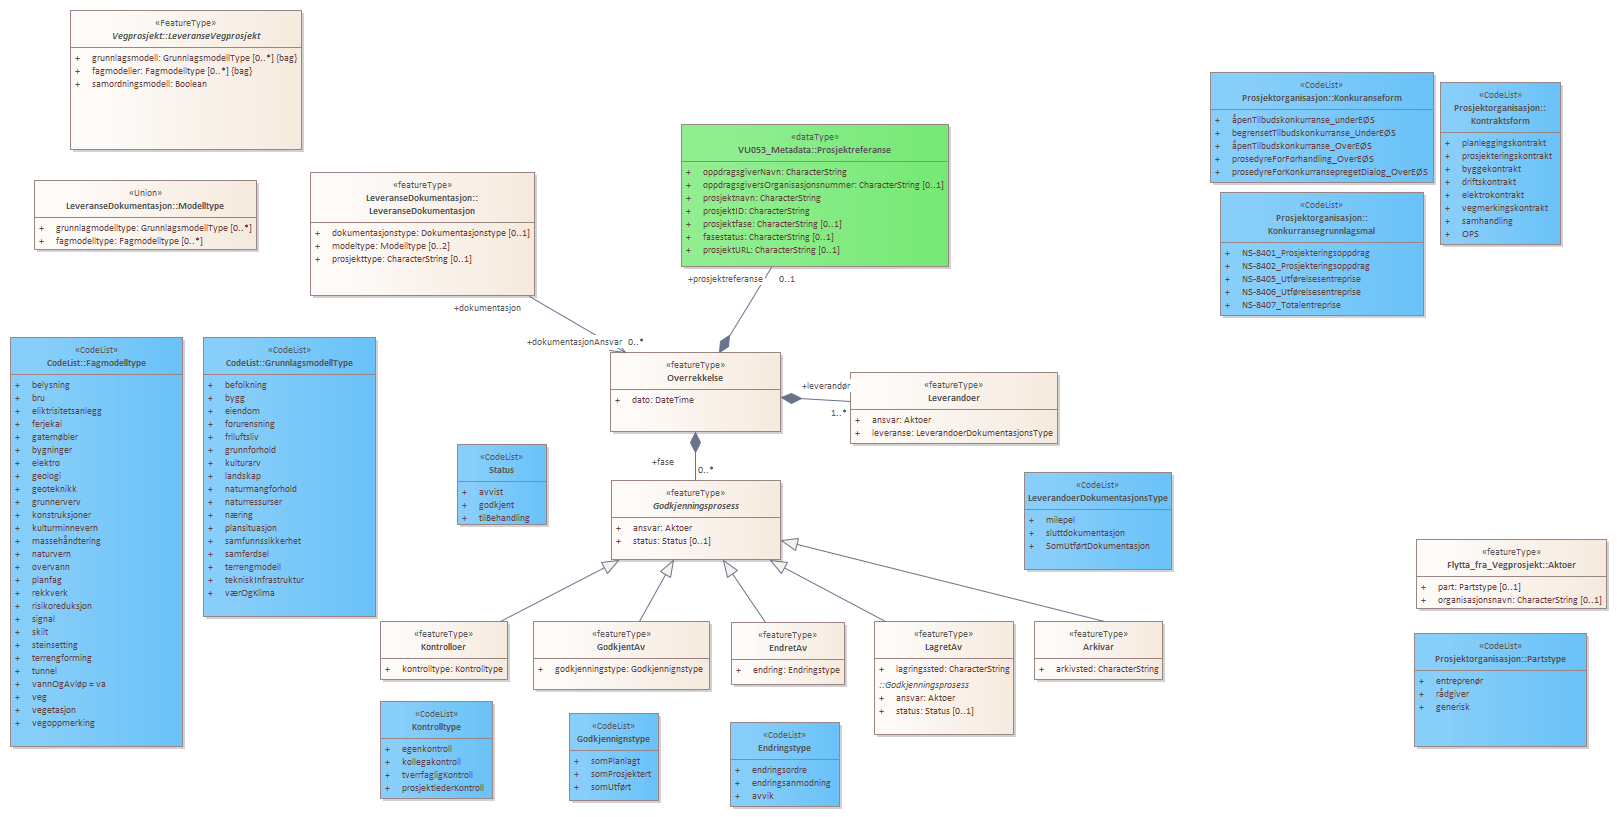 «FeatureType»
Vegprosjekt::LeveranseVegprosjekt
+ grunnlagsmodell: GrunnlagsmodellType [0..*] {bag}
+ fagmodeller: Fagmodelltype [0..*] {bag}
+ samordningsmodell: Boolean
«Union»
LeveranseDokumentasjon::Modelltype
+ grunnlagmodelltype: GrunnlagsmodellType [0..*]
+ fagmodelltype: Fagmodelltype [0..*]
«featureType»
LeveranseDokumentasjon::
LeveranseDokumentasjon
+ dokumentasjonstype: Dokumentasjonstype [0..1]
+ modeltype: Modelltype [0..2]
+ prosjekttype: CharacterString [0..1]
«dataType»
VU053_Metadata::Prosjektreferanse
+ oppdragsgiverNavn: CharacterString
+ oppdragsgiversOrganisasjonsnummer: CharacterString [0..1]
+ prosjektnavn: CharacterString
+ prosjektID: CharacterString
+ prosjektfase: CharacterString [0..1]
+ fasestatus: CharacterString [0..1]
+ prosjektURL: CharacterString [0..1]
«CodeList»
Prosjektorganisasjon::Konkuranseform
+ åpenTilbudskonkurranse_underEØS
+ begrensetTilbudskonkurranse_UnderEØS
+ åpenTilbudskonkurranse_OverEØS
+ prosedyreForForhandling_OverEØS
+ prosedyreForKonkurransepregetDialog_OverEØS
«CodeList»
Prosjektorganisasjon::
Kontraktsform
+ planleggingskontrakt
+ prosjekteringskontrakt
+ byggekontrakt
+ driftskontrakt
+ elektrokontrakt
+ vegmerkingskontrakt
+ samhandling
+ OPS
«CodeList»
Prosjektorganisasjon::
Konkurransegrunnlagsmal
+ NS-8401_Prosjekteringsoppdrag
+ NS-8402_Prosjekteringsoppdrag
+ NS-8405_Utførelsesentreprise
+ NS-8406_Utførelsesentreprise
+ NS-8407_Totalentreprise
+prosjektreferanse 0..1
+dokumentasjon
+dokumentasjonAnsvar 0..*
«CodeList»
CodeList::Fagmodelltype
+ belysning
+ bru
+ eliktrisitetsanlegg
+ ferjekai
+ gatemøbler
+ bygninger
+ elektro
+ geologi
+ geoteknikk
+ grunnerverv
+ konstruksjoner
+ kulturminnevern
+ massehåndtering
+ naturvern
+ overvann
+ planfag
+ rekkverk
+ risikoreduksjon
+ signal
+ skilt
+ steinsetting
+ terrengforming
+ tunnel
+ vannOgAvløp = va
+ veg
+ vegetasjon
+ vegoppmerking
«CodeList»
CodeList::GrunnlagsmodellType
+ befolkning
+ bygg
+ eiendom
+ forurensning
+ friluftsliv
+ grunnforhold
+ kulturarv
+ landskap
+ naturmangforhold
+ naturressurser
+ næring
+ plansituasjon
+ samfunnssikkerhet
+ samferdsel
+ terrengmodell
+ tekniskInfrastruktur
+ værOgKlima
«featureType»
Overrekkelse
+ dato: DateTime
+leverandør
1..*
«featureType»
Leverandoer
+ ansvar: Aktoer
+ leveranse: LeverandoerDokumentasjonsType
+fase
0..*
«CodeList»
Status
+ avvist
+ godkjent
+ tilBehandling
«featureType»
Godkjenningsprosess
+ ansvar: Aktoer
+ status: Status [0..1]
«CodeList»
LeverandoerDokumentasjonsType
+ milepel
+ sluttdokumentasjon
+ SomUtførtDokumentasjon
«featureType»
Flytta_fra_Vegprosjekt::Aktoer
+ part: Partstype [0..1]
+ organisasjonsnavn: CharacterString [0..1]
«featureType»
Kontrolloer
+ kontrolltype: Kontrolltype
«featureType»
GodkjentAv
+ godkjenningstype: Godkjennignstype
«featureType»
EndretAv
+ endring: Endringstype
«featureType»
LagretAv
+ lagringssted: CharacterString
::Godkjenningsprosess
+ ansvar: Aktoer
+ status: Status [0..1]
«featureType»
Arkivar
+ arkivsted: CharacterString
«CodeList»
Prosjektorganisasjon::Partstype
+ entreprenør
+ rådgiver
+ generisk
«CodeList»
Kontrolltype
+ egenkontroll
+ kollegakontroll
+ tverrfagligKontroll
+ prosjektlederKontroll
«CodeList»
Godkjennignstype
+ somPlanlagt
+ somProsjektert
+ somUtført
«CodeList»
Endringstype
+ endringsordre
+ endringsanmodning
+ avvik